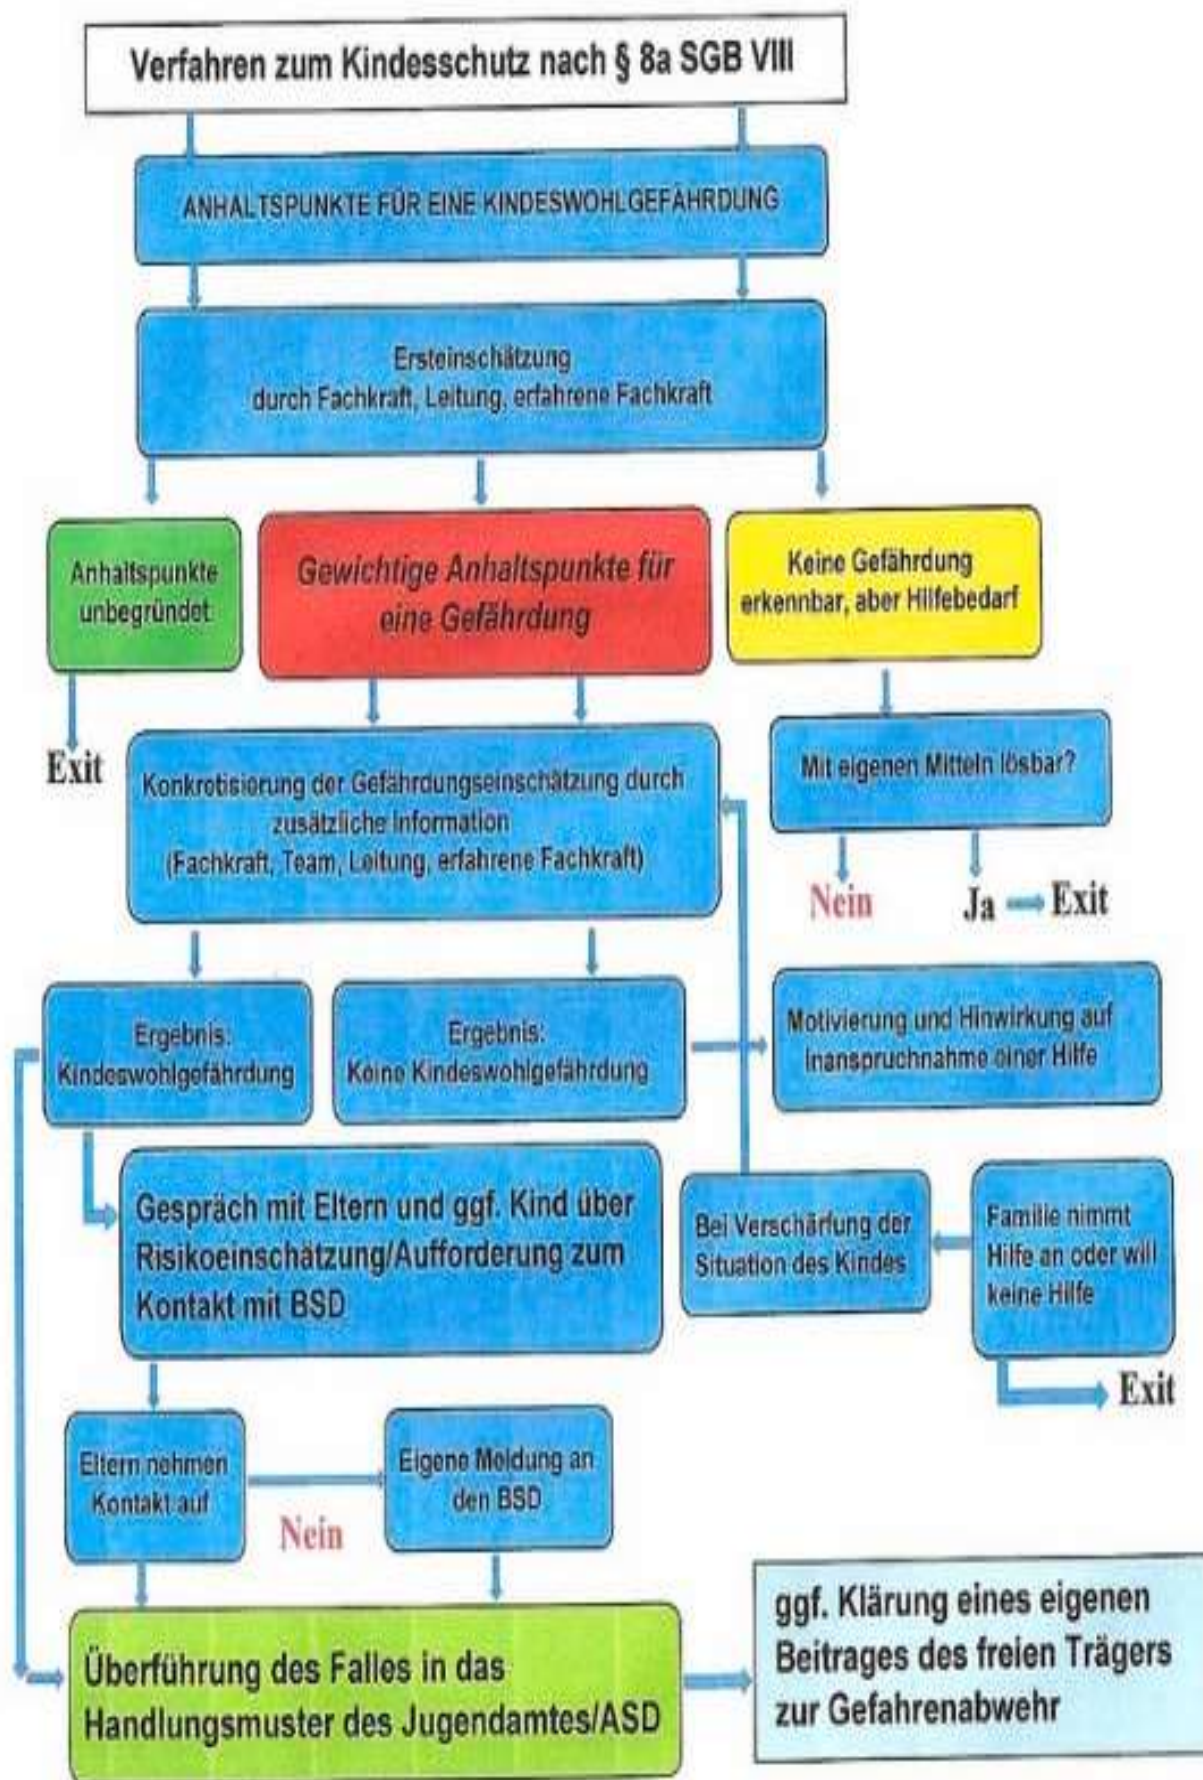 Verfahren zum Kindesschutz nach § 8a SGB VIII
ANHALTSPUNKTE FÜR EINE KINDESWOHLGEFÄHRDUNG
Ersteinschätzung
durch Fachkraft, Leitung, erfahrene Fachkraft
Anhaltspunkte
unbegründet
Gewichtige Anhaltspunkte für
eine Gefährdung
Keine Gefährdung
erkennbar, aber Hilfebedarf
Exit
Konkretisierung der Gefährdungseinschätzung durch
zusätzliche Information
(Fachkraft, Team, Leitung, erfahrene Fachkraft)
Mit eigenen Mitteln lösbar?
Nein
Ja
Exit
Ergebnis:
Kindeswohlgefährdung
Ergebnis:
Keine Kindeswohlgefährdung
Motivierung und Hinwirkung auf
Inanspruchnahme einer Hilfe
Gespräch mit Eltern und ggf. Kind über
Risikoeinschätzung/Aufforderung zum
Kontakt mit BSD
Bei Verschärfung der
Situation des Kindes
Familie nimmt
Hilfe an oder will
keine Hilfe
Exit
Eltern nehmen
Kontakt auf
Nein
Eigene Meldung an
den BSD
Überführung des Falles in das
Handlungsmuster des Jugendamtes/ASD
ggf. Klärung eines eigenen
Beitrages des freien Trägers
zur Gefahrenabwehr